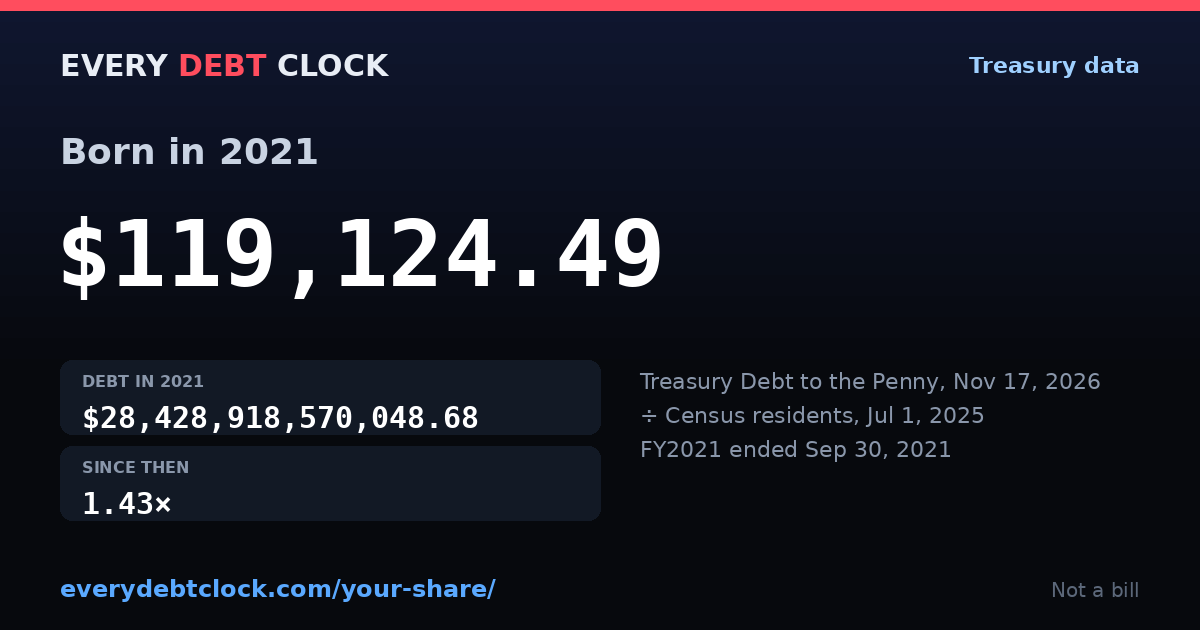 EVERY DEBT CLOCK
Treasury data
Born in 2021
$119,124.49
DEBT IN 2021
$28,428,918,570,048.68
SINCE THEN
1.43×
Treasury Debt to the Penny, Nov 17, 2026
÷ Census residents, Jul 1, 2025
FY2021 ended Sep 30, 2021
everydebtclock.com/your-share/
Not a bill